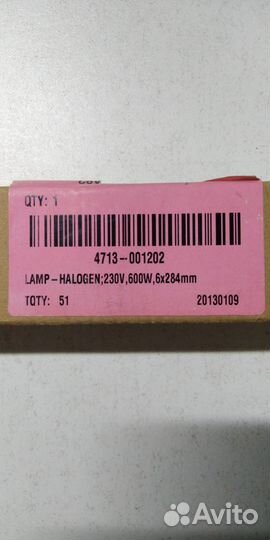 QTY: 1
4713-001202
LAMP-HALOGEN;230V,600W,6x284mm
TQTY: 51 20130109
Avito